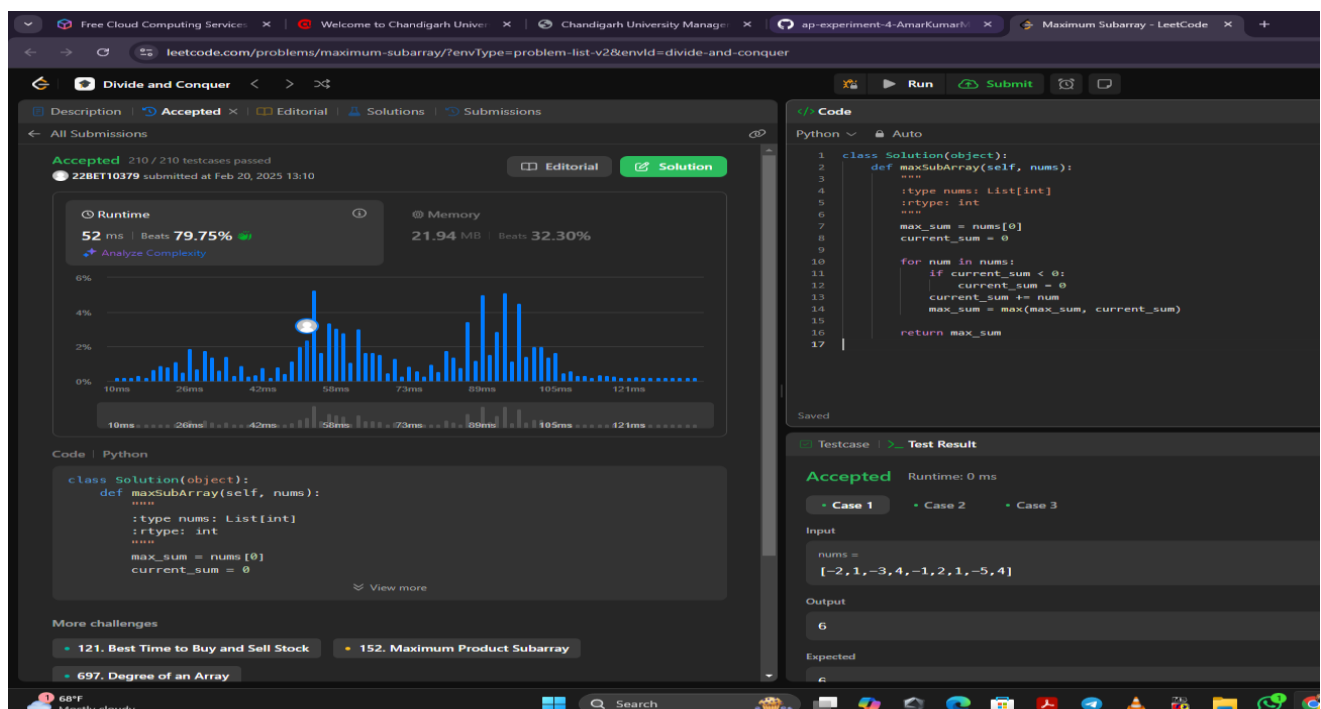 Free Cloud Computing Services
Welcome to Chandigarh Univer
Chandigarh University Manage
ap-experiment-4-AmarKumarM
Maximum Subarray - LeetCode
leetcode.com/problems/maximum-subarray/?envType=problem-list-v2&envId=divide-and-conquer
Divide and Conquer
Run
Submit
Description | Accepted | Editorial | Solutions | Submissions
All Submissions
Accepted 210 / 210 testcases passed
22BET10379 submitted at Feb 20, 2025 13:10
Editorial
Solution
Runtime
52 ms | Beats 79.75%
Analyze Complexity
Memory
21.94 MB | Beats 32.30%
6%
4%
2%
0%
10ms 26ms 42ms 58ms 73ms 89ms 105ms 121ms
10ms 26ms 42ms 58ms 73ms 89ms 105ms 121ms
Code | Python
class Solution(object):
    def maxSubArray(self, nums):
        """
        :type nums: List[int]
        :rtype: int
        """
        max_sum = nums[0]
        current_sum = 0
View more
More challenges
121. Best Time to Buy and Sell Stock
152. Maximum Product Subarray
697. Degree of an Array
</> Code
Python
Auto
1 class Solution(object):
2     def maxSubArray(self, nums):
3         """
4         :type nums: List[int]
5         :rtype: int
6         """
7         max_sum = nums[0]
8         current_sum = 0
9
10         for num in nums:
11             if current_sum < 0:
12                 current_sum = 0
13             current_sum += num
14             max_sum = max(max_sum, current_sum)
15
16         return max_sum
17
Saved
Testcase | >_ Test Result
Accepted Runtime: 0 ms
Case 1
Case 2
Case 3
Input
nums =
[-2,1,-3,4,-1,2,1,-5,4]
Output
6
Expected
6
1
68°F
Mostly cloudy
Search
1